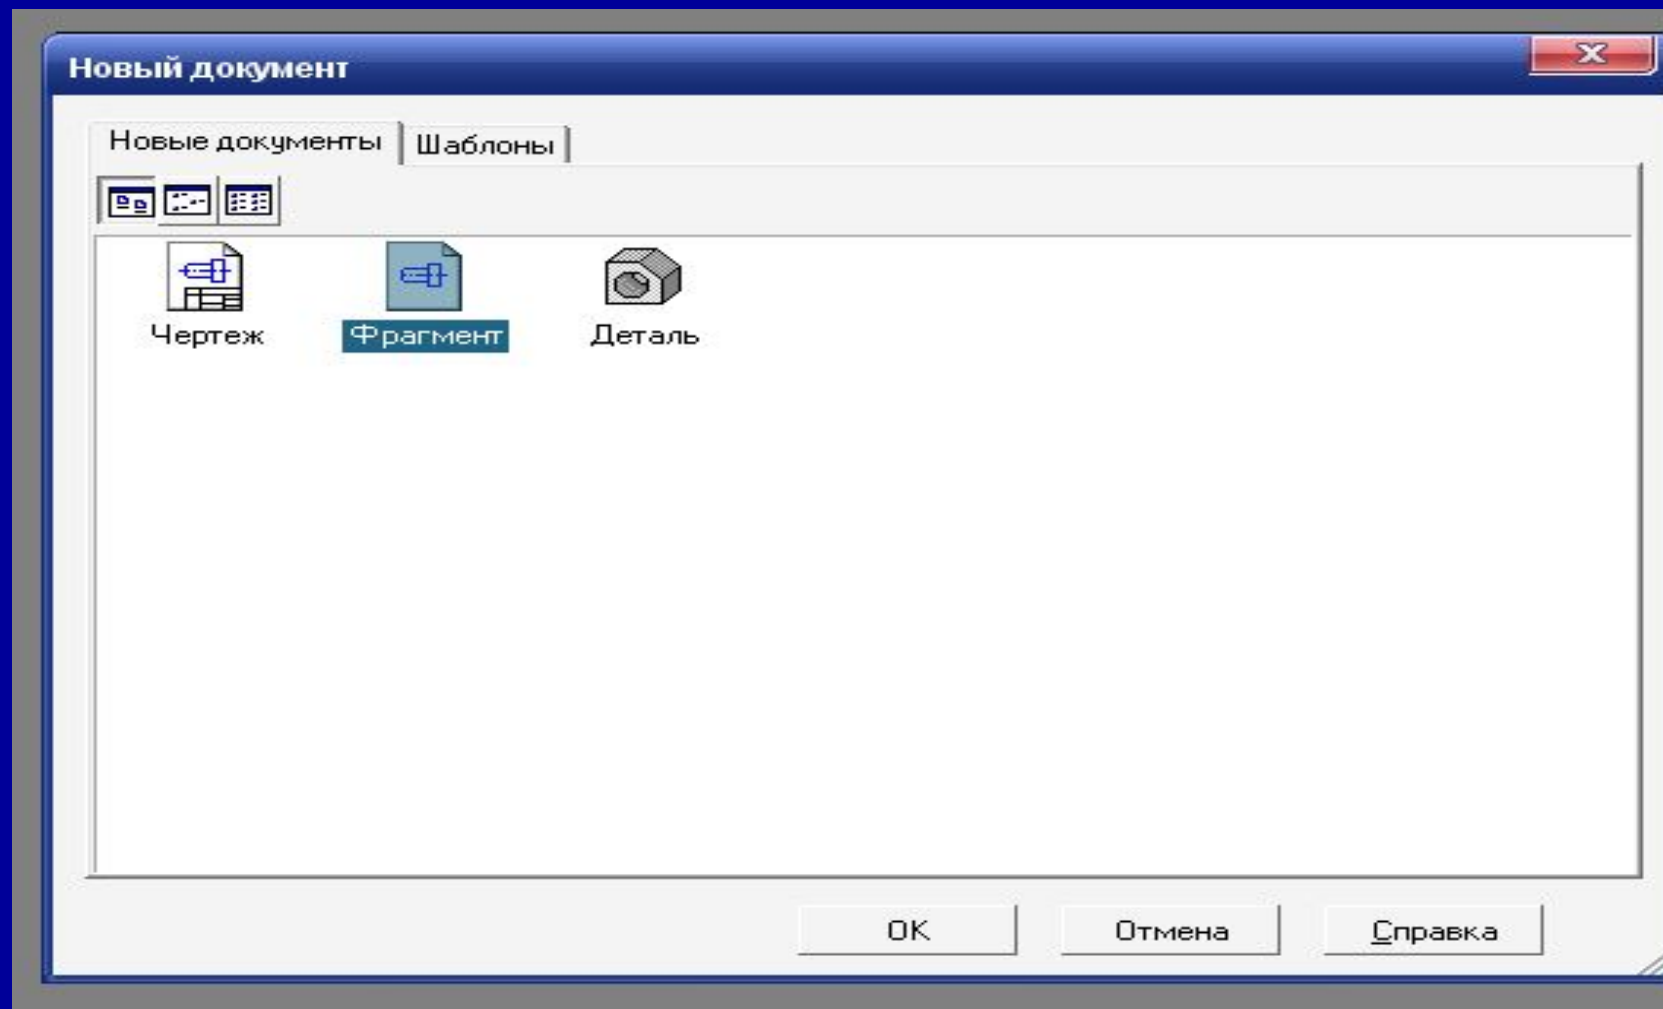 Новый документ
Новые документы Шаблоны
Чертеж Фрагмент Деталь
OK Отмена Справка